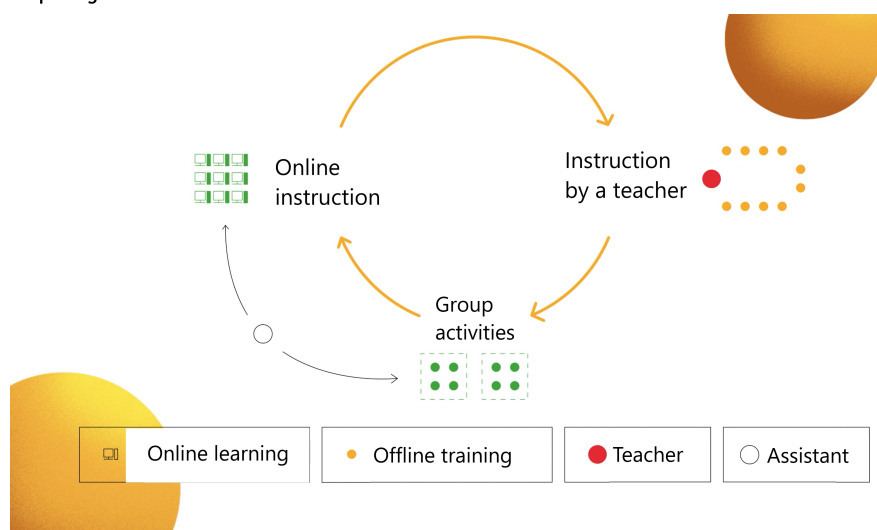 Online
instruction
Instruction
by a teacher
Group
activities
Online learning
Offline training
Teacher
Assistant